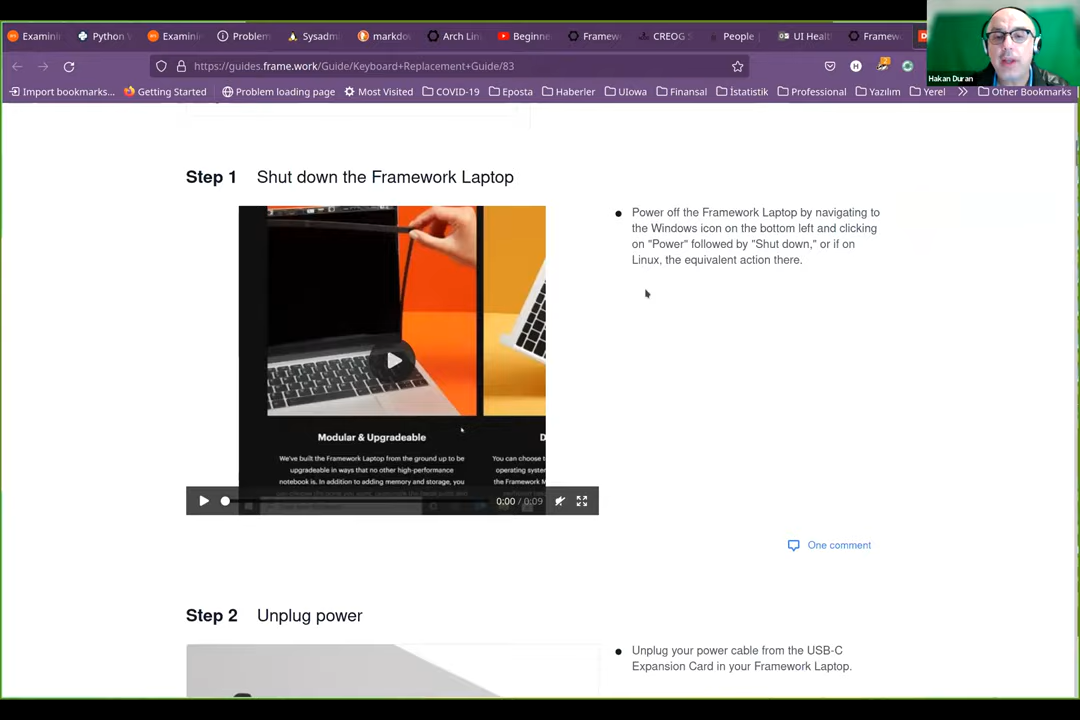 Examini
Python V
Examini
Problem
Sysadm
markdo
Arch Lin
Beginne
Framew
CREOG S
People
UI Healt
Framew
https://guides.frame.work/Guide/Keyboard+Replacement+Guide/83
Hakan Duran
Import bookmarks...
Getting Started
Problem loading page
Most Visited
COVID-19
Eposta
Haberler
UIowa
Finansal
İstatistik
Professional
Yazılım
Yerel
Other Bookmarks
Step 1 Shut down the Framework Laptop
Power off the Framework Laptop by navigating to
the Windows icon on the bottom left and clicking
on "Power" followed by "Shut down," or if on
Linux, the equivalent action there.
Modular & Upgradeable
D
We've built the Framework Laptop from the ground up to be
You can choose t
upgradeable in ways that no other high-performance
operating syster
notebook is. In addition to adding memory and storage, you
the Framework M
0:00 / 0:09
One comment
Step 2 Unplug power
Unplug your power cable from the USB-C
Expansion Card in your Framework Laptop.